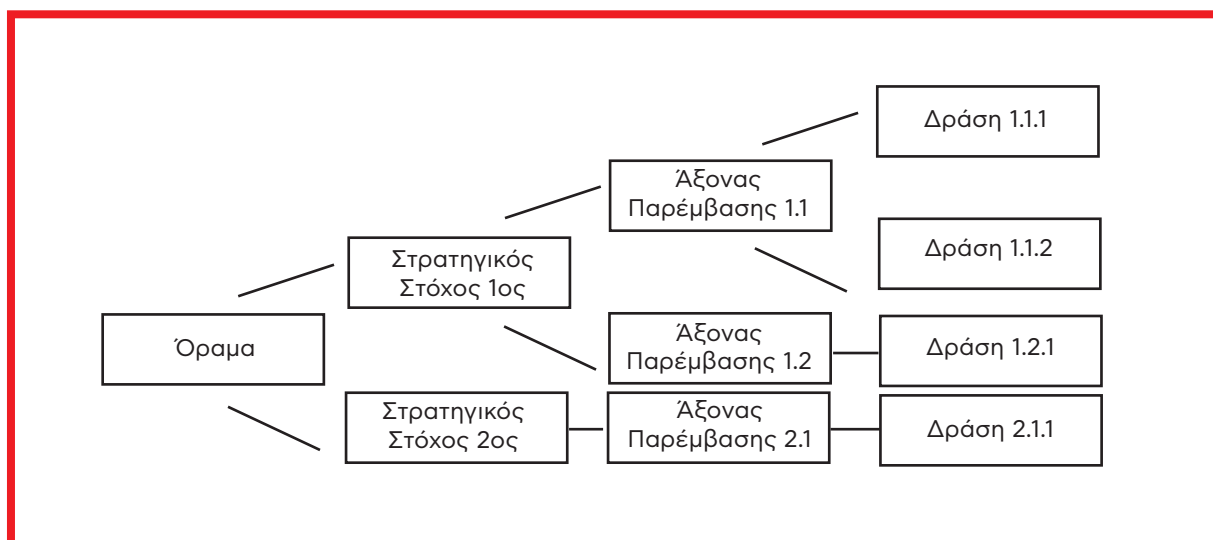 Όραμα
Στρατηγικός
Στόχος 1ος
Στρατηγικός
Στόχος 2ος
Άξονας
Παρέμβασης 1.1
Άξονας
Παρέμβασης 1.2
Άξονας
Παρέμβασης 2.1
Δράση 1.1.1
Δράση 1.1.2
Δράση 1.2.1
Δράση 2.1.1